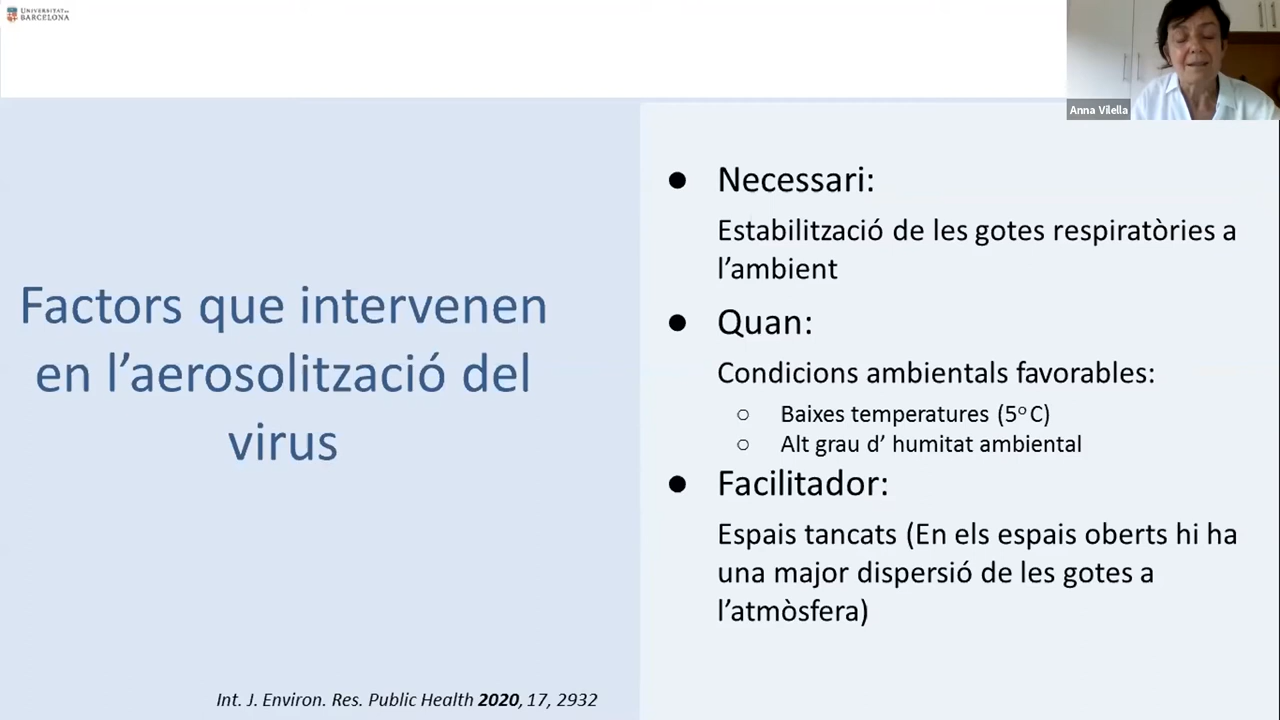 UNIVERSITAT DE
BARCELONA
Anna Vilella
Factors que intervenen
en l’aerosolització del
virus
Int. J. Environ. Res. Public Health 2020, 17, 2932
● Necessari:
Estabilització de les gotes respiratòries a
l’ambient
● Quan:
Condicions ambientals favorables:
○ Baixes temperatures (5º C)
○ Alt grau d’ humitat ambiental
● Facilitador:
Espais tancats (En els espais oberts hi ha
una major dispersió de les gotes a
l’atmòsfera)